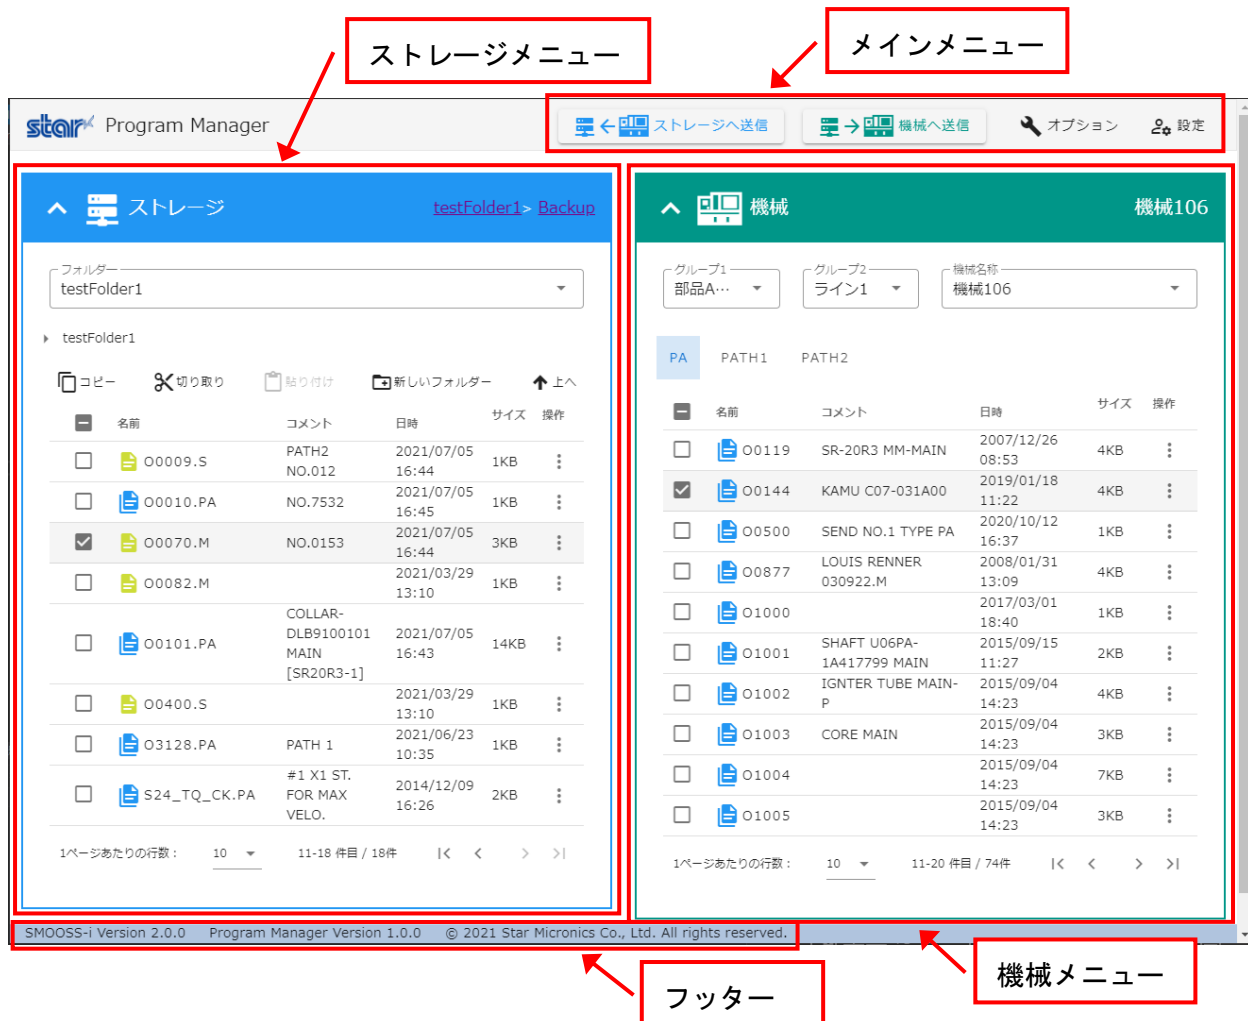 ストレージメニュー
メインメニュー
star Program Manager
ストレージへ送信
機械へ送信
オプション
設定
ストレージ
testFolder1> Backup
フォルダー
testFolder1
testFolder1
コピー 切り取り 貼り付け 新しいフォルダー 上へ
名前 コメント 日時 サイズ 操作
O0009.S PATH2 NO.012 2021/07/05 16:44 1KB
O0010.PA NO.7532 2021/07/05 16:45 1KB
O0070.M NO.0153 2021/07/05 16:44 3KB
O0082.M 2021/03/29 13:10 1KB
O0101.PA COLLAR-DLB9100101 MAIN [SR20R3-1] 2021/07/05 16:43 14KB
O0400.S 2021/03/29 13:10 1KB
O3128.PA PATH 1 2021/06/23 10:35 1KB
S24_TQ_CK.PA #1 X1 ST. FOR MAX VELO. 2014/12/09 16:26 2KB
1ページあたりの行数： 10 11-18 件目 / 18件
機械
機械106
グループ1 グループ2 機械名称
部品A… ライン1 機械106
PA PATH1 PATH2
名前 コメント 日時 サイズ 操作
O0119 SR-20R3 MM-MAIN 2007/12/26 08:53 4KB
O0144 KAMU C07-031A00 2019/01/18 11:22 4KB
O0500 SEND NO.1 TYPE PA 2020/10/12 16:37 1KB
O0877 LOUIS RENNER 030922.M 2008/01/31 13:09 4KB
O1000 2017/03/01 18:40 1KB
O1001 SHAFT U06PA-1A417799 MAIN 2015/09/15 11:27 2KB
O1002 IGNTER TUBE MAIN-P 2015/09/04 14:23 4KB
O1003 CORE MAIN 2015/09/04 14:23 3KB
O1004 2015/09/04 14:23 7KB
O1005 2015/09/04 14:23 3KB
1ページあたりの行数： 10 11-20 件目 / 74件
SMOOSS-i Version 2.0.0 Program Manager Version 1.0.0 © 2021 Star Micronics Co., Ltd. All rights reserved.
機械メニュー
フッター